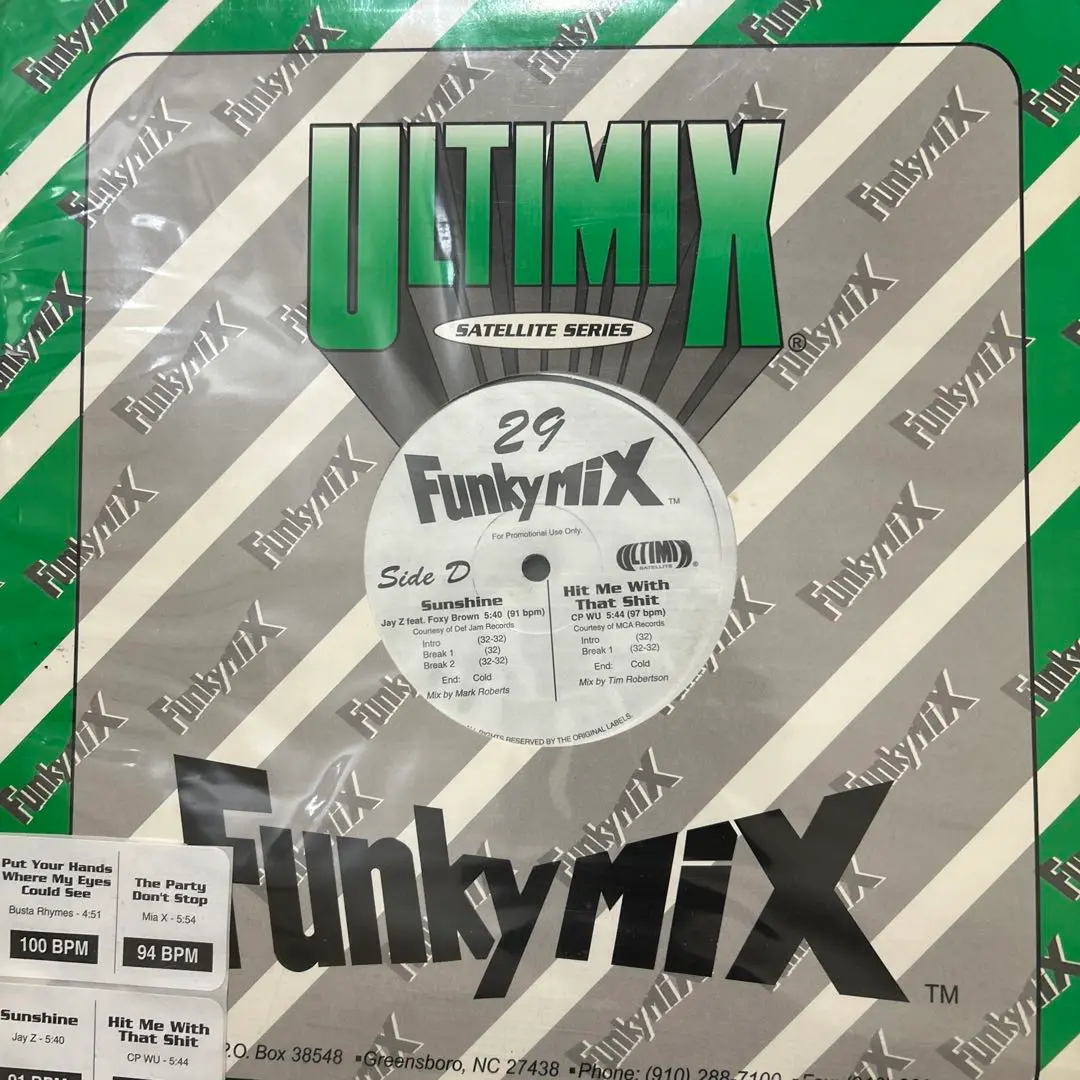 ULTIMIX
SATELLITE SERIES
®
29
FunkymiX
TM
For Promotional Use Only.
ULTIMIX
SATELLITE
®
Side D
Sunshine
Jay Z feat. Foxy Brown 5:40 (91 bpm)
Courtesy of Def Jam Records
Intro (32-32)
Break 1 (32)
Break 2 (32-32)
End: Cold
Mix by Mark Roberts
Hit Me With
That Shit
CP WU 5:44 (97 bpm)
Courtesy of MCA Records
Intro (32)
Break 1 (32-32)
End: Cold
Mix by Tim Robertson
RIGHTS RESERVED BY THE ORIGINAL LABELS.
FunkymiX
TM
Put Your Hands
Where My Eyes
Could See
Busta Rhymes - 4:51
100 BPM
The Party
Don't Stop
Mia X - 5:54
94 BPM
Sunshine
Jay Z - 5:40
91 BPM
Hit Me With
That Shit
CP WU - 5:44
P.O. Box 38548 ▪Greensboro, NC 27438 ▪Phone: (910) 288-7100